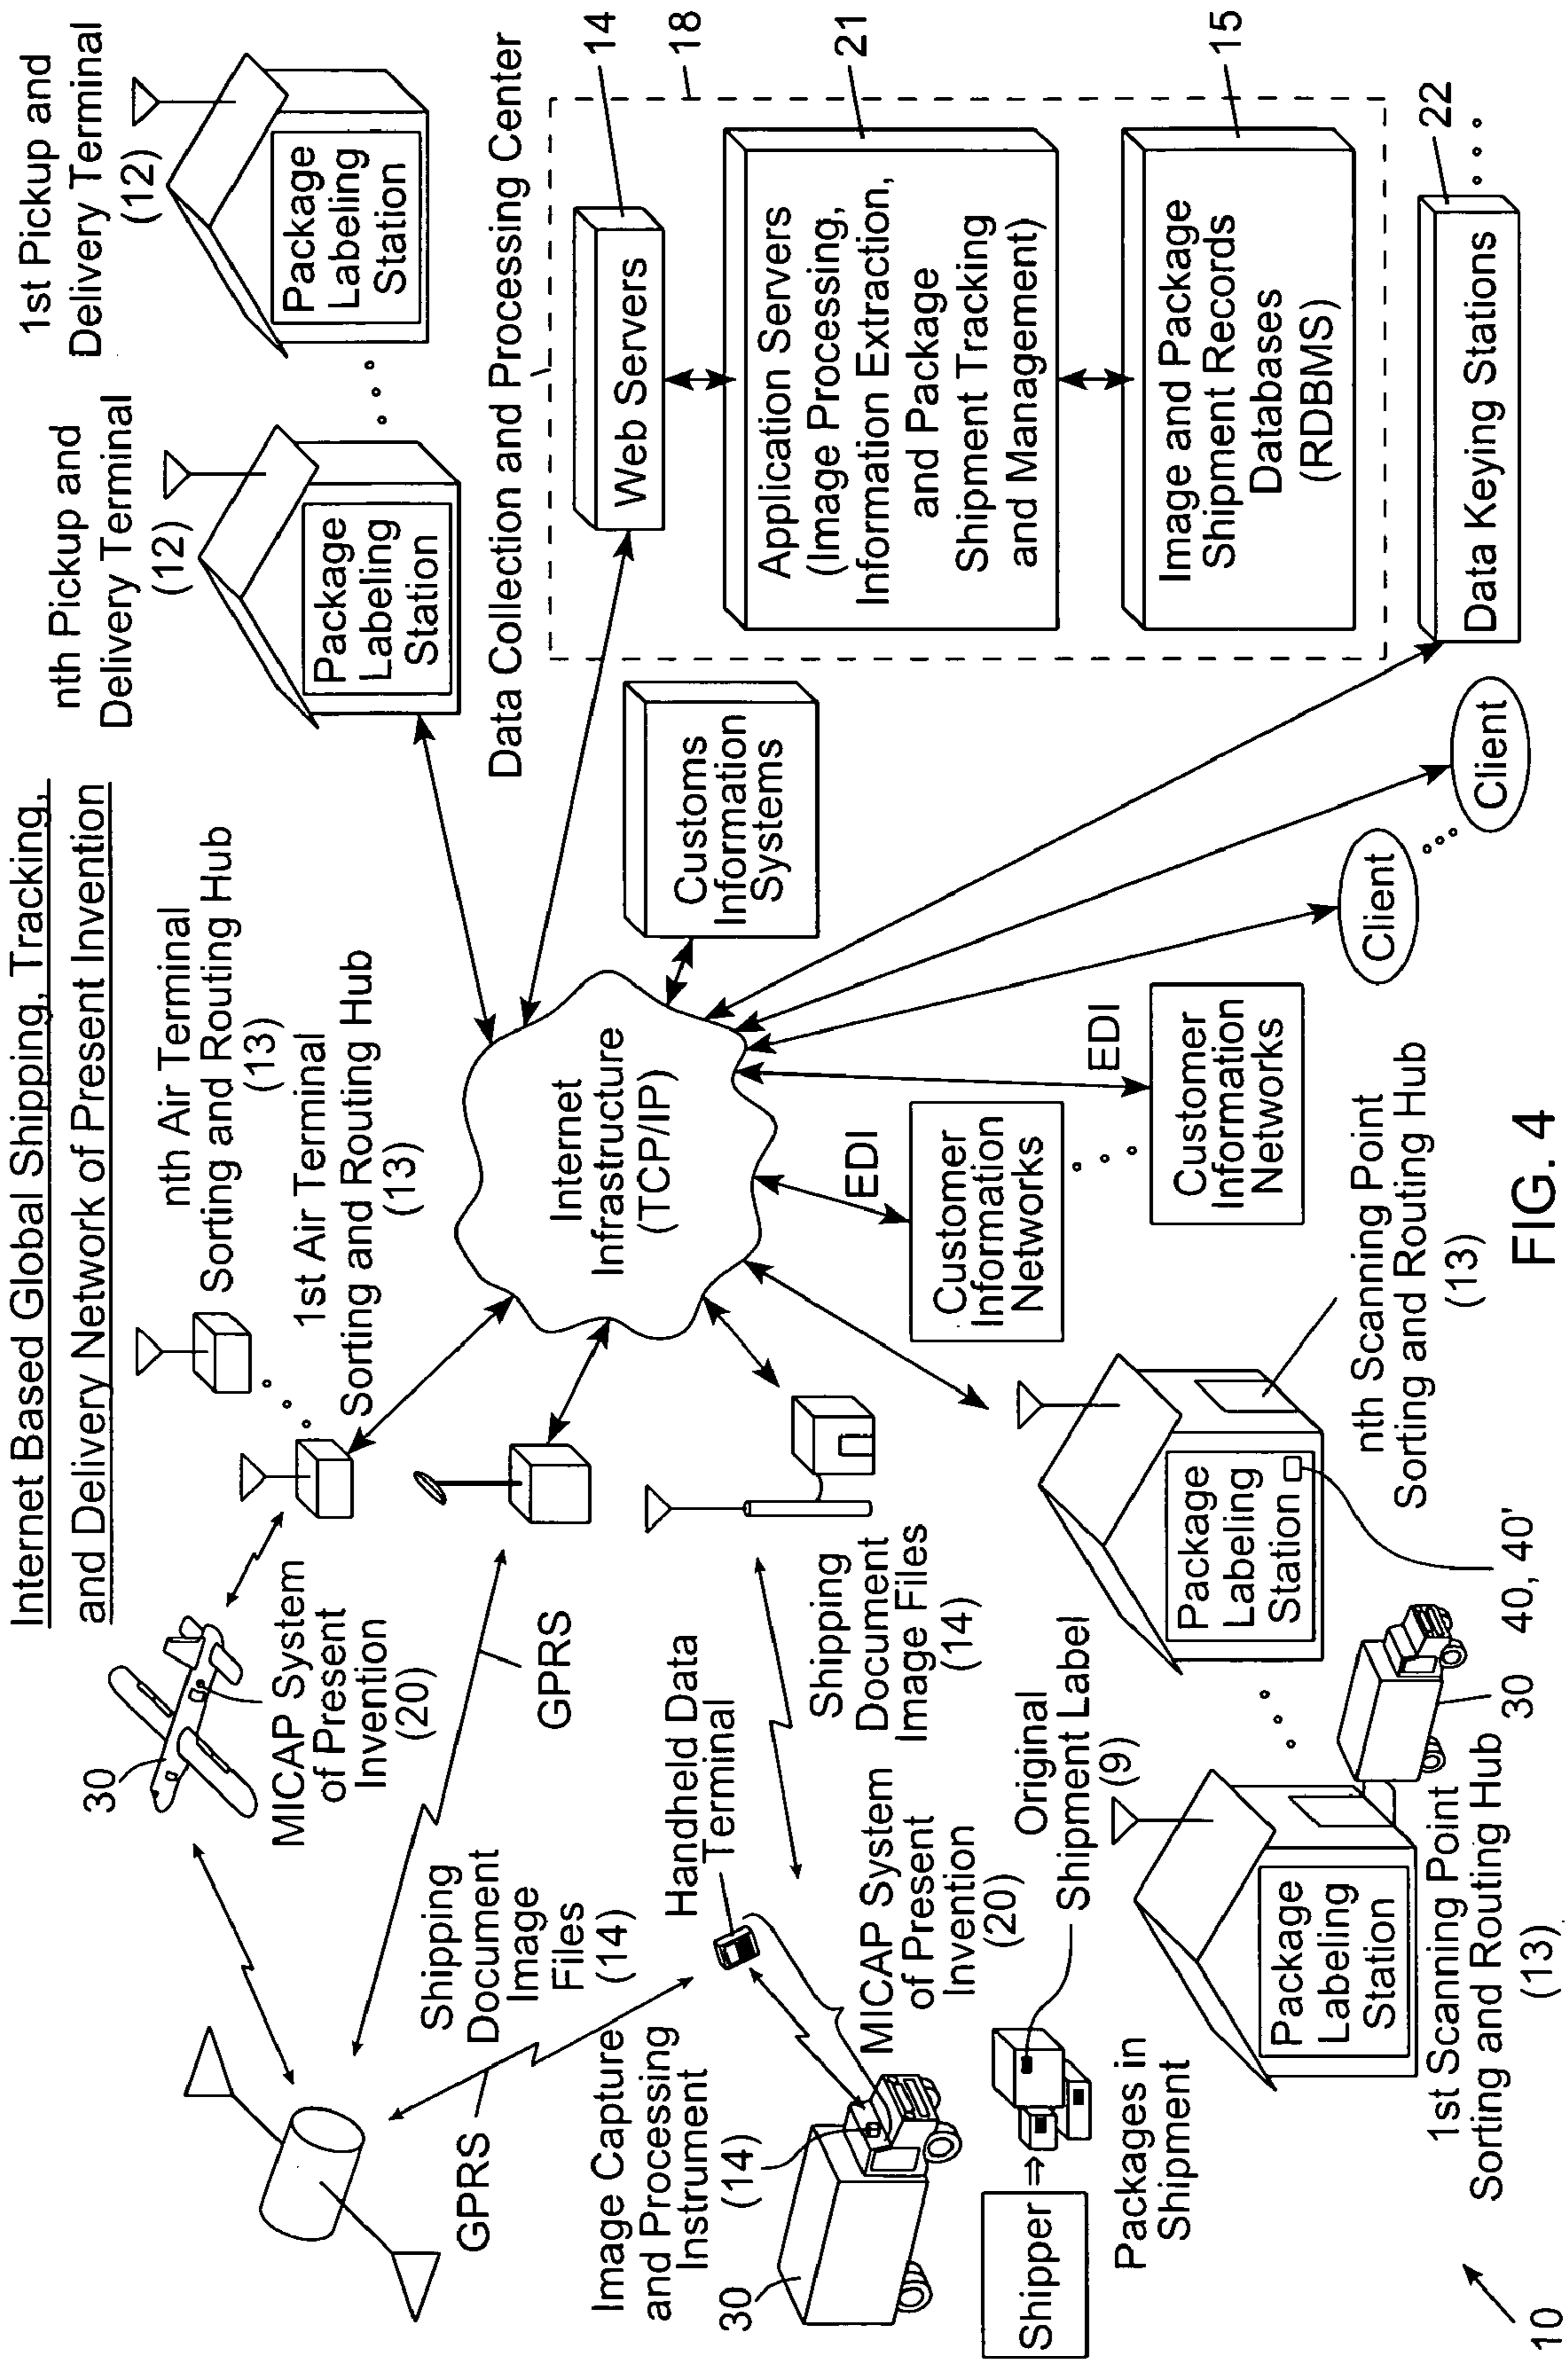 Internet Based Global Shipping, Tracking,
and Delivery Network of Present Invention
1st Pickup and
Delivery Terminal
(12)
Package
Labeling
Station
nth Pickup and
Delivery Terminal
(12)
Package
Labeling
Station
nth Air Terminal
Sorting and Routing Hub
(13)
1st Air Terminal
Sorting and Routing Hub
(13)
30
MICAP System
of Present
Invention
(20)
GPRS
Shipping
Document
Image
Files
(14)
GPRS
Handheld Data
Terminal
Image Capture
and Processing
Instrument
(14)
30
MICAP System
of Present
Invention
(20)
Shipping
Document
Image Files
(14)
Internet
Infrastructure
(TCP/IP)
Data Collection and Processing Center
Web Servers
14
18
Application Servers
(Image Processing,
Information Extraction,
and Package
Shipment Tracking
and Management)
21
Image and Package
Shipment Records
Databases
(RDBMS)
15
Data Keying Stations
22
Customs
Information
Systems
Client
Client
EDI
Customer
Information
Networks
EDI
Customer
Information
Networks
Shipper ⇒
Packages in
Shipment
Original
Shipment Label
(9)
Package
Labeling
Station
1st Scanning Point
Sorting and Routing Hub
(13)
30
Package
Labeling
Station
40, 40'
nth Scanning Point
Sorting and Routing Hub
(13)
10
FIG. 4